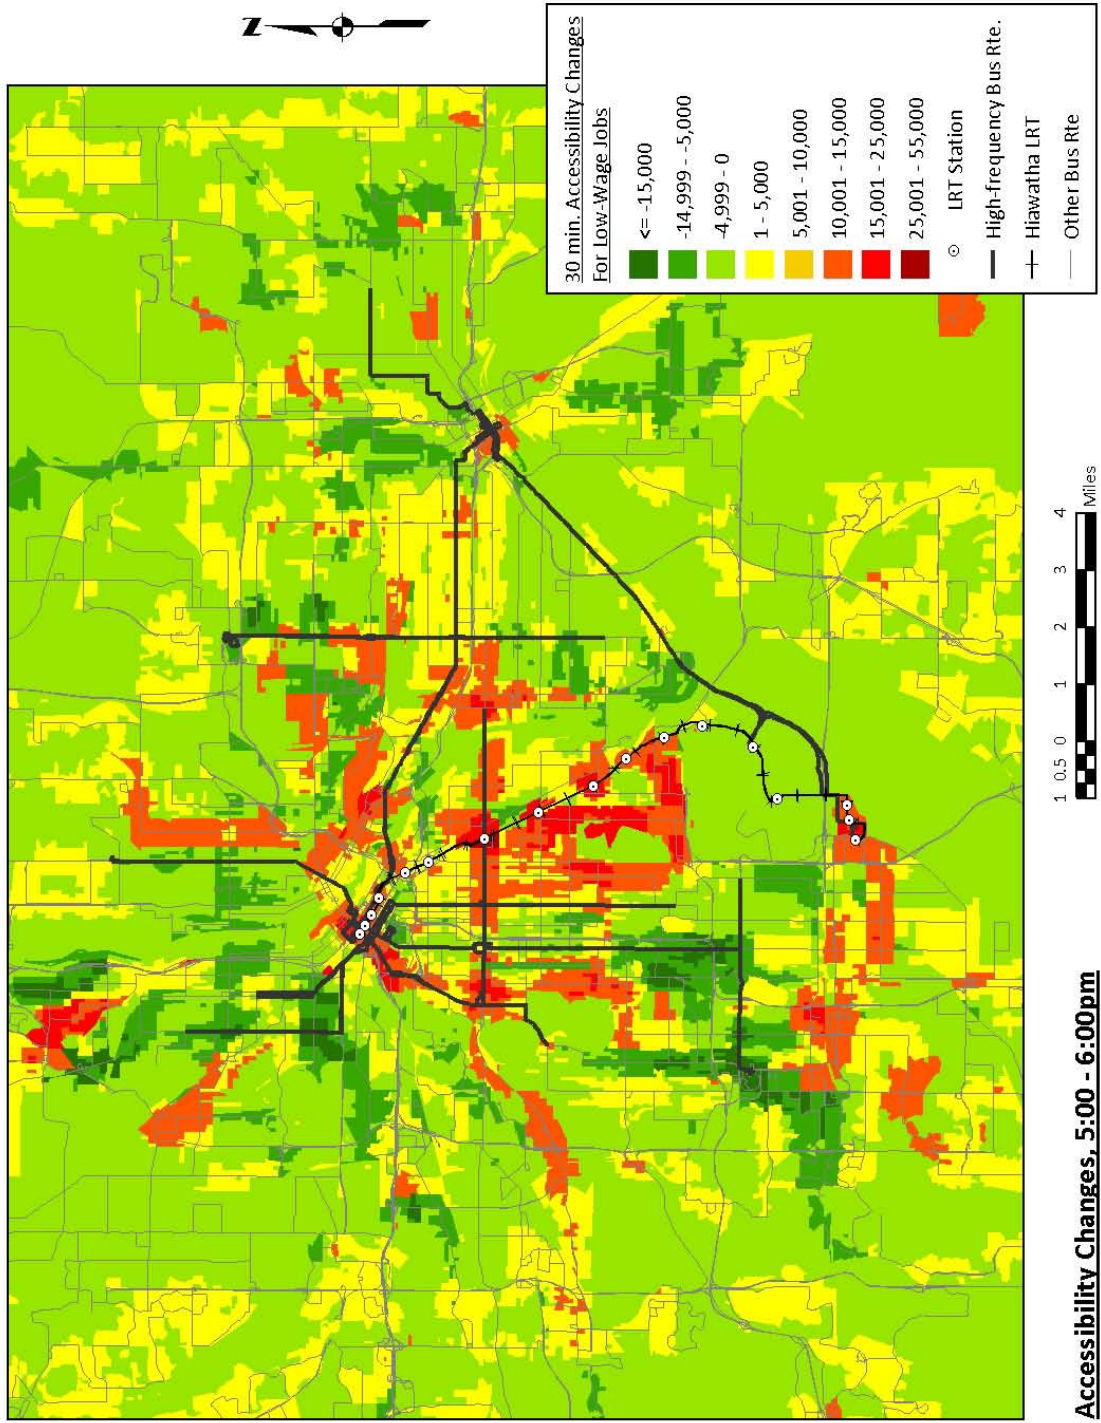 N
30 min. Accessibility Changes
For Low-Wage Jobs
<= -15,000
-14,999 - -5,000
-4,999 - 0
1 - 5,000
5,001 - 10,000
10,001 - 15,000
15,001 - 25,000
25,001 - 55,000
LRT Station
High-frequency Bus Rte.
Hiawatha LRT
Other Bus Rte
1 0.5 0 1 2 3 4
Miles
Accessibility Changes, 5:00 - 6:00pm